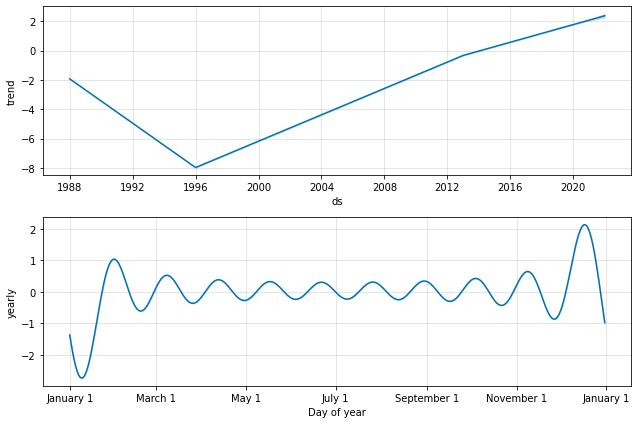 2
0
−2
−4
−6
−8
trend
1988 1992 1996 2000 2004 2008 2012 2016 2020
ds
2
1
0
−1
−2
yearly
January 1 March 1 May 1 July 1 September 1 November 1 January 1
Day of year